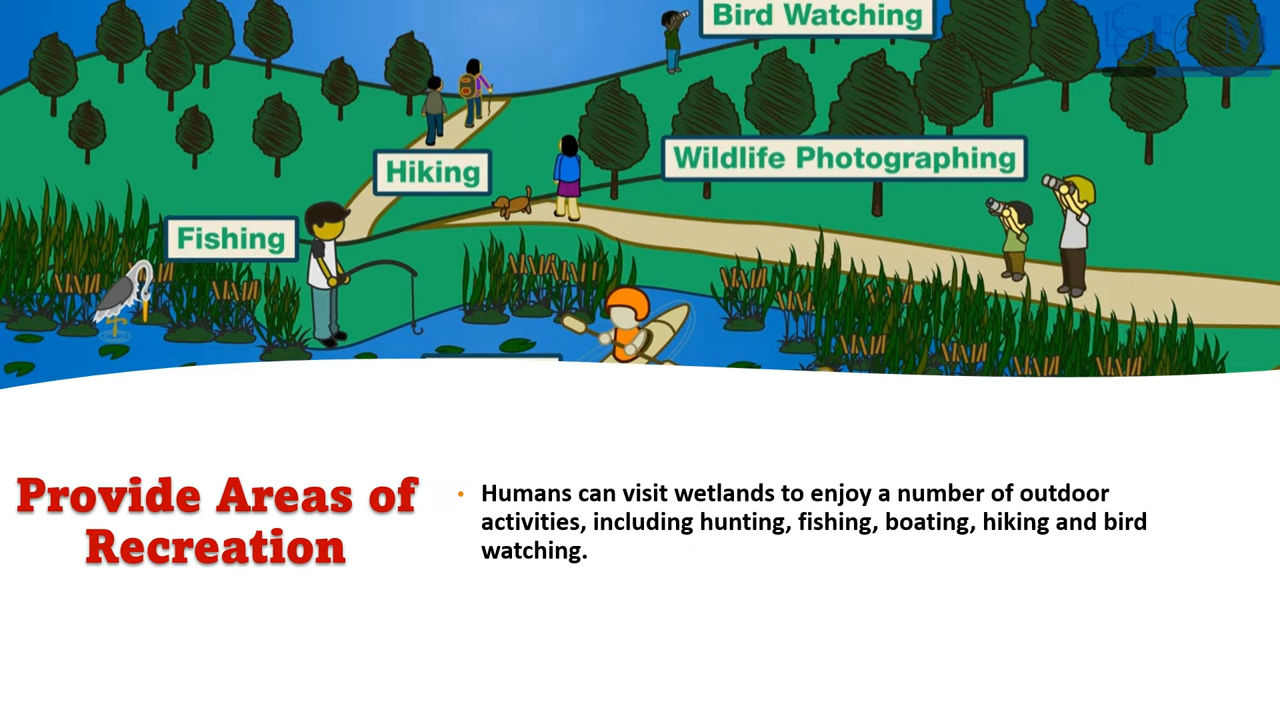 Bird Watching
Wildlife Photographing
Hiking
Fishing
Provide Areas of
Recreation
• Humans can visit wetlands to enjoy a number of outdoor
activities, including hunting, fishing, boating, hiking and bird
watching.